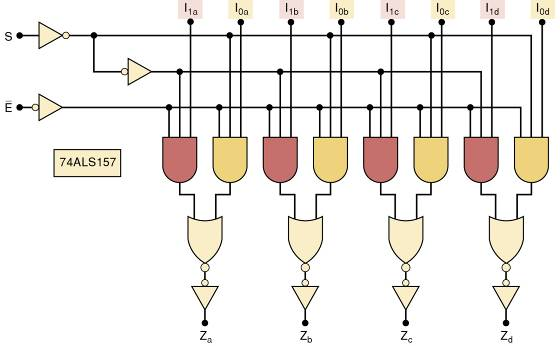 I1a I0a I1b I0b I1c I0c I1d I0d
S
E̅
74ALS157
Za Zb Zc Zd